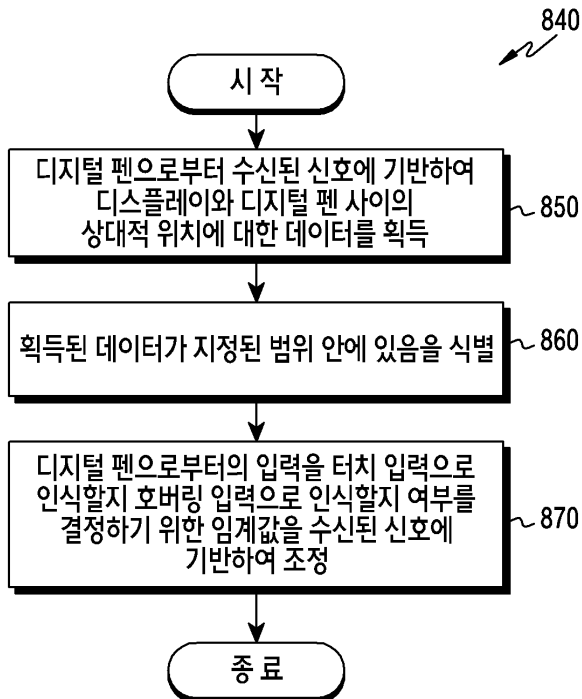 840
시 작
디지털 펜으로부터 수신된 신호에 기반하여
디스플레이와 디지털 펜 사이의
상대적 위치에 대한 데이터를 획득
850
획득된 데이터가 지정된 범위 안에 있음을 식별
860
디지털 펜으로부터의 입력을 터치 입력으로
인식할지 호버링 입력으로 인식할지 여부를
결정하기 위한 임계값을 수신된 신호에
기반하여 조정
870
종 료